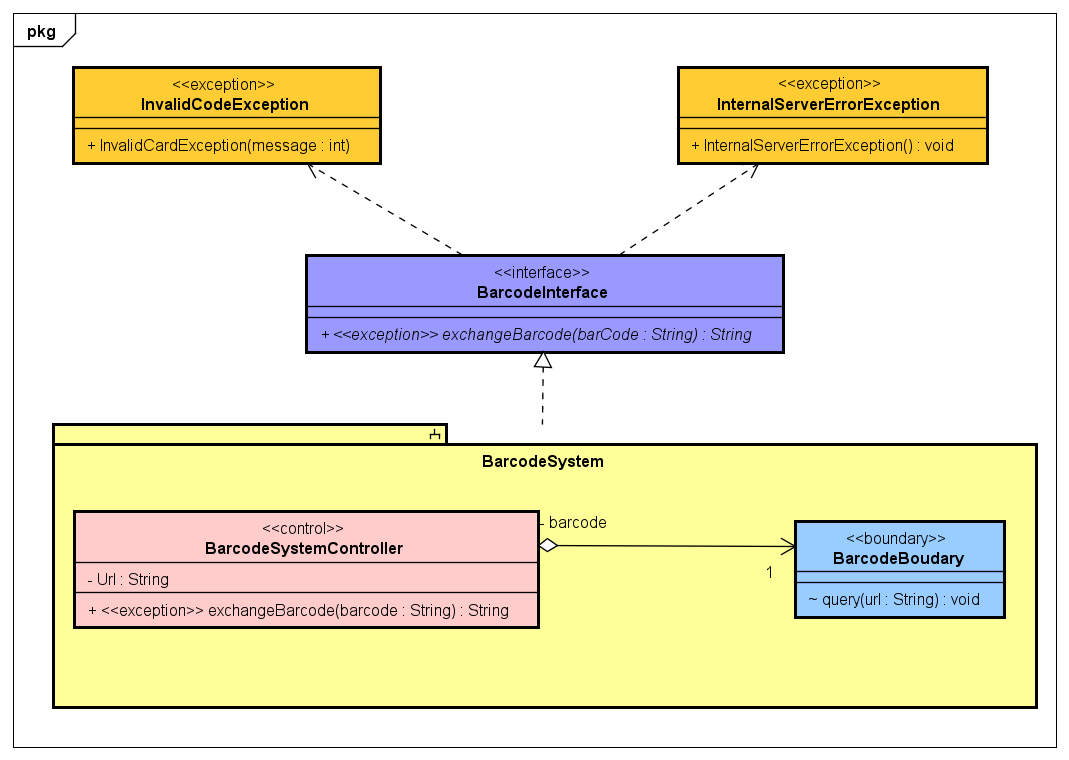 pkg
<<exception>>
InvalidCodeException
+ InvalidCardException(message : int)
<<exception>>
InternalServerErrorException
+ InternalServerErrorException() : void
<<interface>>
BarcodeInterface
+ <<exception>> exchangeBarcode(barCode : String) : String
BarcodeSystem
<<control>>
BarcodeSystemController
- Url : String
+ <<exception>> exchangeBarcode(barcode : String) : String
- barcode
1
<<boundary>>
BarcodeBoudary
~ query(url : String) : void